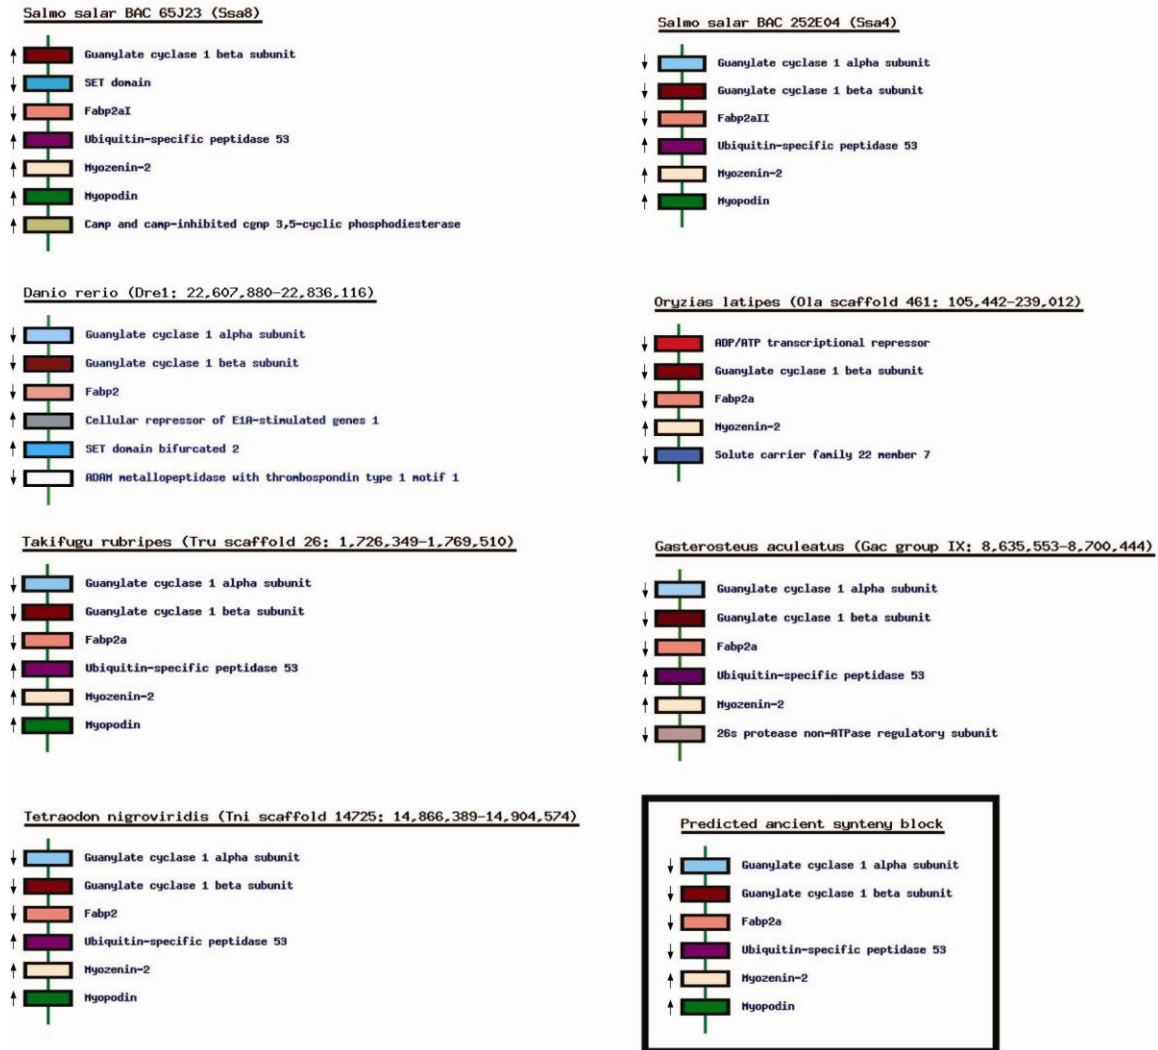 Salmo salar BAC 65J23 (Ssa8)
Guanylate cyclase 1 beta subunit
SET domain
Fabp2aI
Ubiquitin-specific peptidase 53
Myozenin-2
Myopodin
Camp and camp-inhibited cgnp 3,5-cyclic phosphodiesterase
Salmo salar BAC 252E04 (Ssa4)
Guanylate cyclase 1 alpha subunit
Guanylate cyclase 1 beta subunit
Fabp2aII
Ubiquitin-specific peptidase 53
Myozenin-2
Myopodin
Danio rerio (Dre1: 22,607,880-22,836,116)
Guanylate cyclase 1 alpha subunit
Guanylate cyclase 1 beta subunit
Fabp2
Cellular repressor of E1A-stimulated genes 1
SET domain bifurcated 2
ADAM metallopeptidase with thrombospondin type 1 motif 1
Oryzias latipes (Ola scaffold 461: 105,442-239,012)
ADP/ATP transcriptional repressor
Guanylate cyclase 1 beta subunit
Fabp2a
Myozenin-2
Solute carrier family 22 member 7
Takifugu rubripes (Tru scaffold 26: 1,726,349-1,769,510)
Guanylate cyclase 1 alpha subunit
Guanylate cyclase 1 beta subunit
Fabp2a
Ubiquitin-specific peptidase 53
Myozenin-2
Myopodin
Gasterosteus aculeatus (Gac group IX: 8,635,553-8,700,444)
Guanylate cyclase 1 alpha subunit
Guanylate cyclase 1 beta subunit
Fabp2a
Ubiquitin-specific peptidase 53
Myozenin-2
26s protease non-ATPase regulatory subunit
Tetraodon nigroviridis (Tni scaffold 14725: 14,866,389-14,904,574)
Guanylate cyclase 1 alpha subunit
Guanylate cyclase 1 beta subunit
Fabp2
Ubiquitin-specific peptidase 53
Myozenin-2
Myopodin
Predicted ancient synteny block
Guanylate cyclase 1 alpha subunit
Guanylate cyclase 1 beta subunit
Fabp2a
Ubiquitin-specific peptidase 53
Myozenin-2
Myopodin